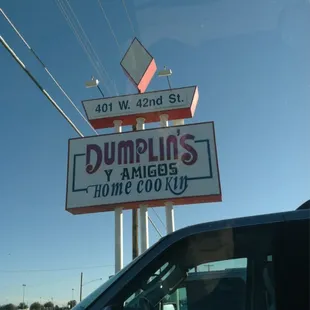 401 W. 42nd St.
DUMPLIN'S
Y AMIGOS
HOME COOKIN